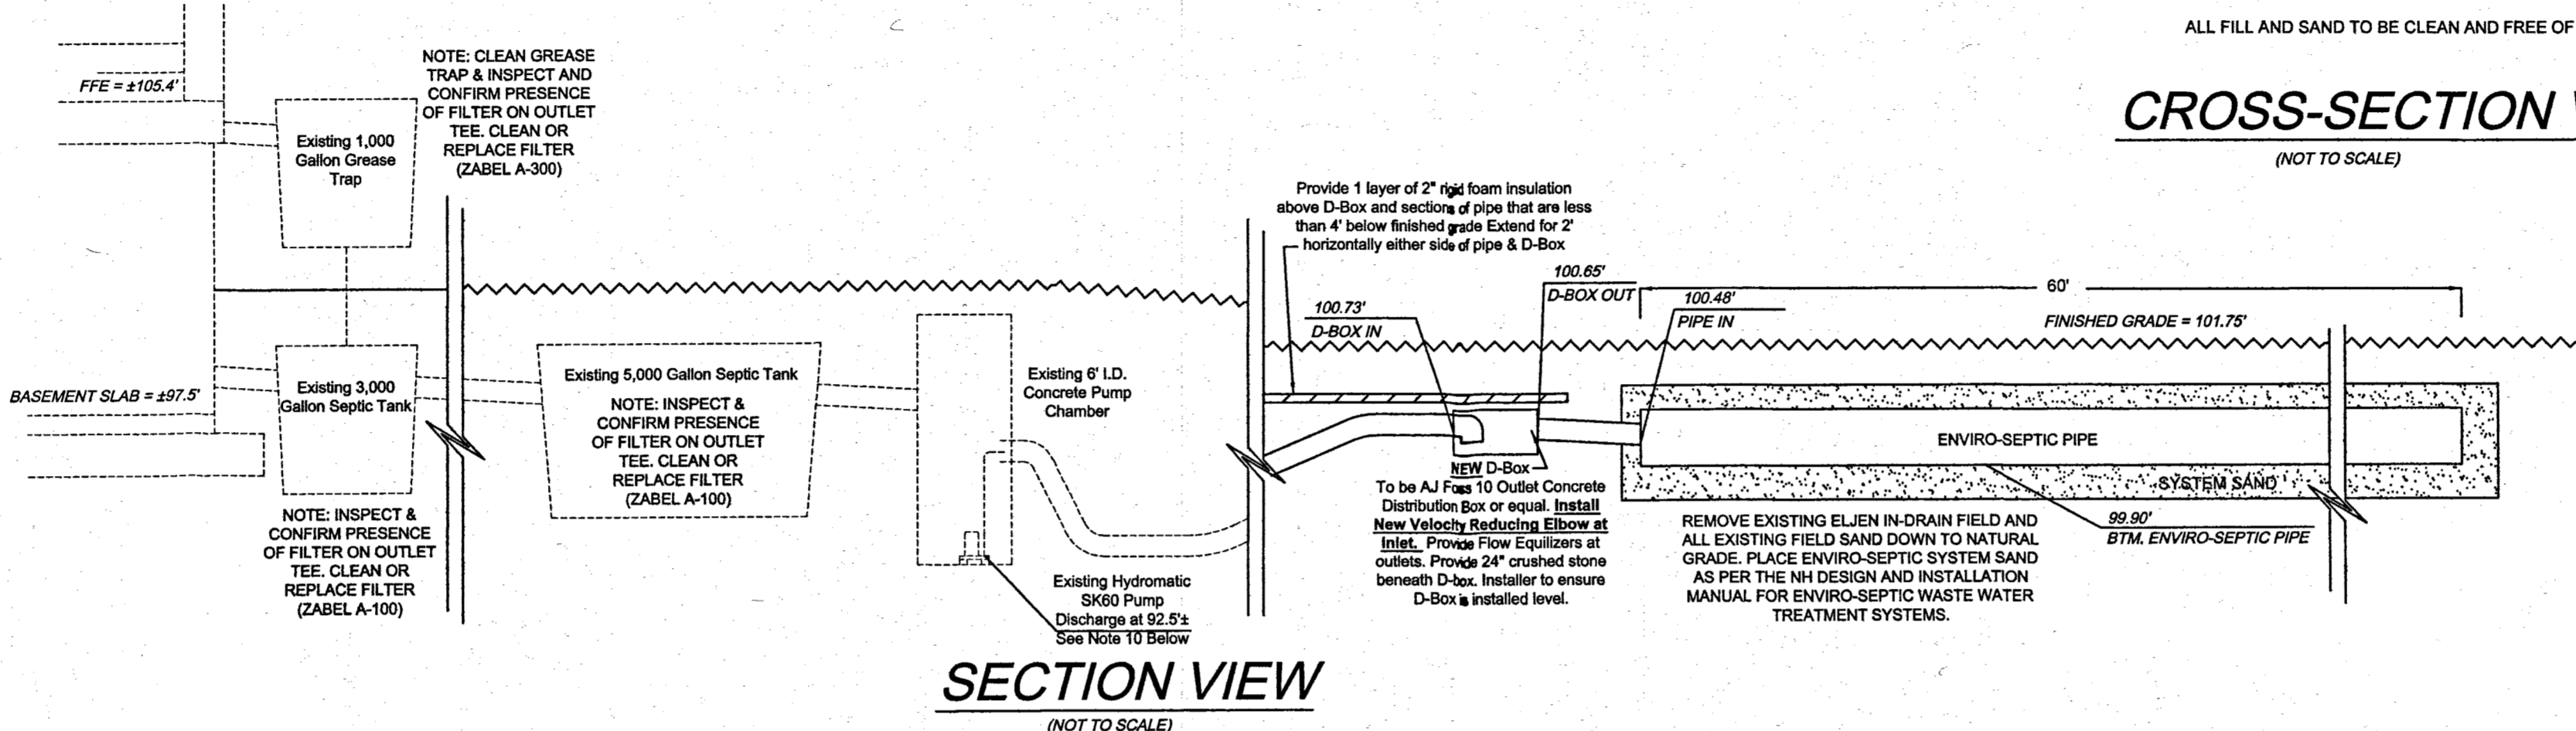 ALL FILL AND SAND TO BE CLEAN AND FREE OF
CROSS-SECTION
(NOT TO SCALE)
FFE = ±105.4'
NOTE: CLEAN GREASE
TRAP & INSPECT AND
CONFIRM PRESENCE
OF FILTER ON OUTLET
TEE. CLEAN OR
REPLACE FILTER
(ZABEL A-300)
Existing 1,000
Gallon Grease
Trap
BASEMENT SLAB = ±97.5'
Existing 3,000
Gallon Septic Tank
NOTE: INSPECT &
CONFIRM PRESENCE
OF FILTER ON OUTLET
TEE. CLEAN OR
REPLACE FILTER
(ZABEL A-100)
Existing 5,000 Gallon Septic Tank
NOTE: INSPECT &
CONFIRM PRESENCE
OF FILTER ON OUTLET
TEE. CLEAN OR
REPLACE FILTER
(ZABEL A-100)
Existing 6' I.D.
Concrete Pump
Chamber
Existing Hydromatic
SK60 Pump
Discharge at 92.5'±
See Note 10 Below
Provide 1 layer of 2" rigid foam insulation
above D-Box and sections of pipe that are less
than 4' below finished grade Extend for 2'
horizontally either side of pipe & D-Box
100.73'
D-BOX IN
100.65'
D-BOX OUT
100.48'
PIPE IN
60'
FINISHED GRADE = 101.75'
NEW D-Box
To be AJ Foss 10 Outlet Concrete
Distribution Box or equal. Install
New Velocity Reducing Elbow at
Inlet. Provide Flow Equilizers at
outlets. Provide 24" crushed stone
beneath D-box. Installer to ensure
D-Box is installed level.
ENVIRO-SEPTIC PIPE
SYSTEM SAND
99.90'
BTM. ENVIRO-SEPTIC PIPE
REMOVE EXISTING ELJEN IN-DRAIN FIELD AND
ALL EXISTING FIELD SAND DOWN TO NATURAL
GRADE. PLACE ENVIRO-SEPTIC SYSTEM SAND
AS PER THE NH DESIGN AND INSTALLATION
MANUAL FOR ENVIRO-SEPTIC WASTE WATER
TREATMENT SYSTEMS.
SECTION VIEW
(NOT TO SCALE)